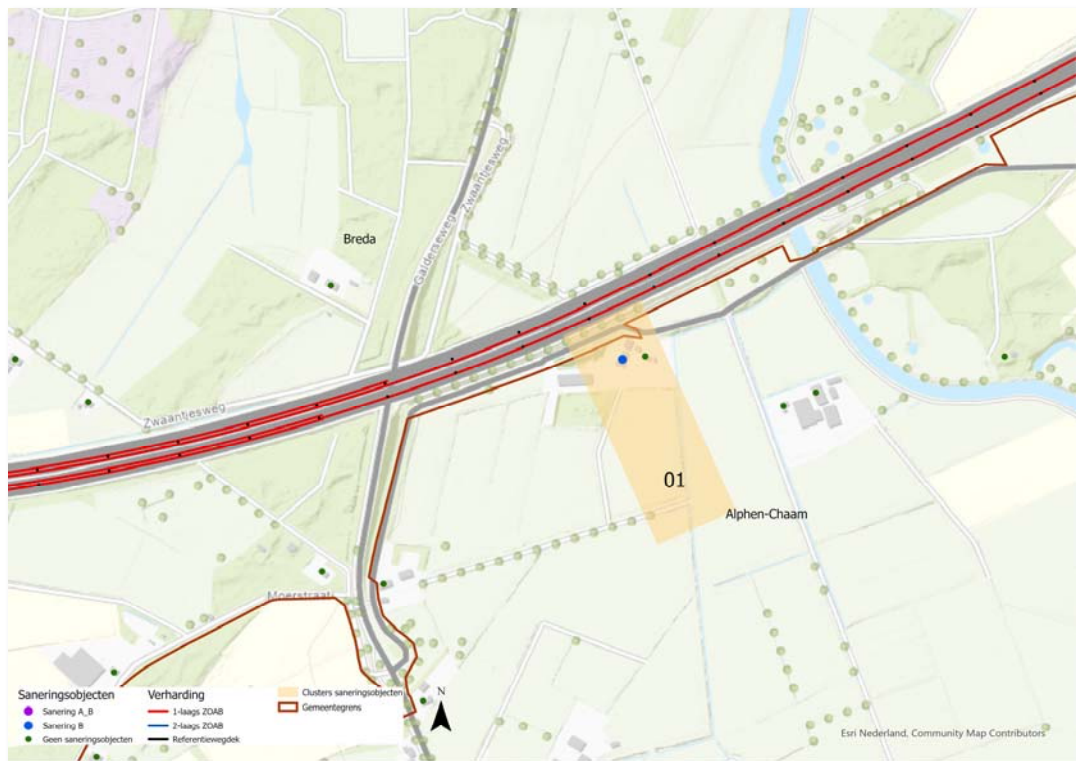 Breda
Galderseweg
Zwaantjesweg
Zwaantjesweg
01
Alphen-Chaam
Moerstraat
N
Saneringsobjecten
Sanering A_B
Sanering B
Geen saneringsobjecten
Verharding
1-laags ZOAB
2-laags ZOAB
Referentiewegdek
Clusters saneringsobjecten
Gemeentegrens
Esri Nederland, Community Map Contributors